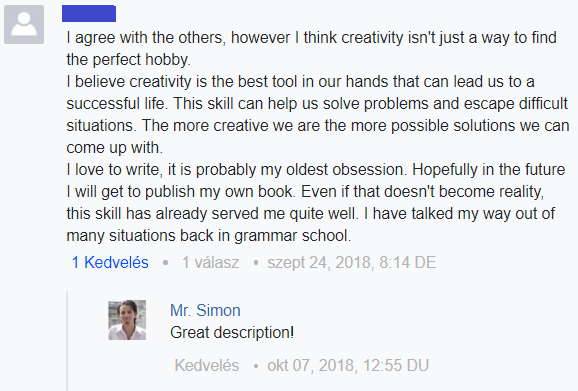 I agree with the others, however I think creativity isn't just a way to find
the perfect hobby.
I believe creativity is the best tool in our hands that can lead us to a
successful life. This skill can help us solve problems and escape difficult
situations. The more creative we are the more possible solutions we can
come up with.
I love to write, it is probably my oldest obsession. Hopefully in the future
I will get to publish my own book. Even if that doesn't become reality,
this skill has already served me quite well. I have talked my way out of
many situations back in grammar school.
1 Kedvelés • 1 válasz • szept 24, 2018, 8:14 DE
Mr. Simon
Great description!
Kedvelés • okt 07, 2018, 12:55 DU